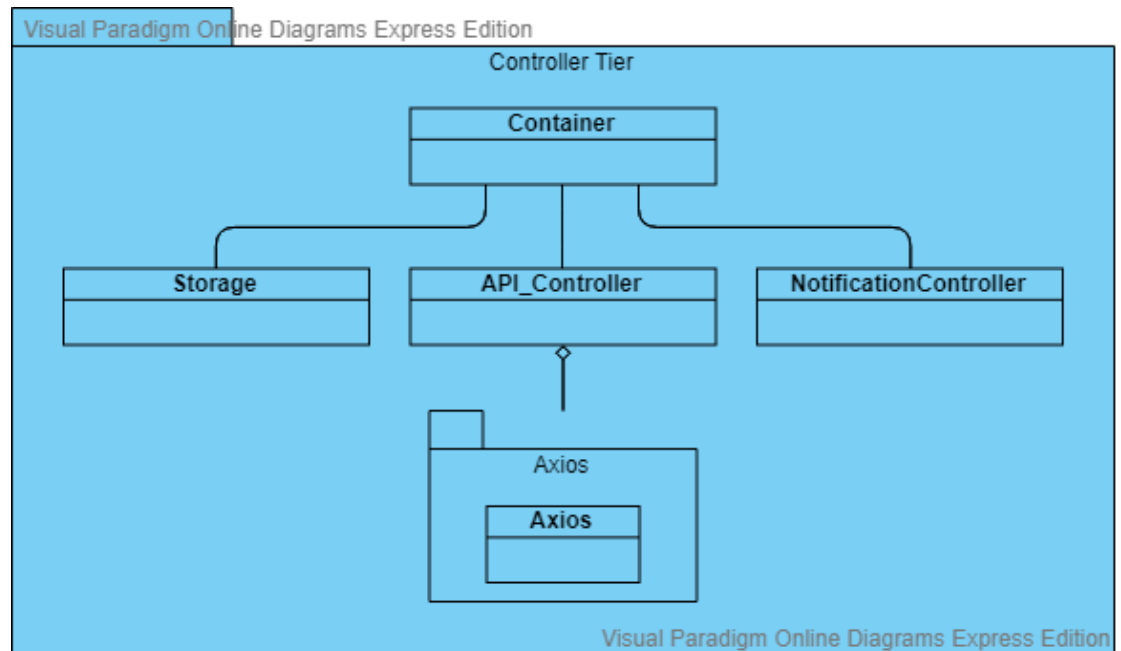 Visual Paradigm Online Diagrams Express Edition
Controller Tier
Container
Storage
API_Controller
NotificationController
Axios
Axios
Visual Paradigm Online Diagrams Express Edition